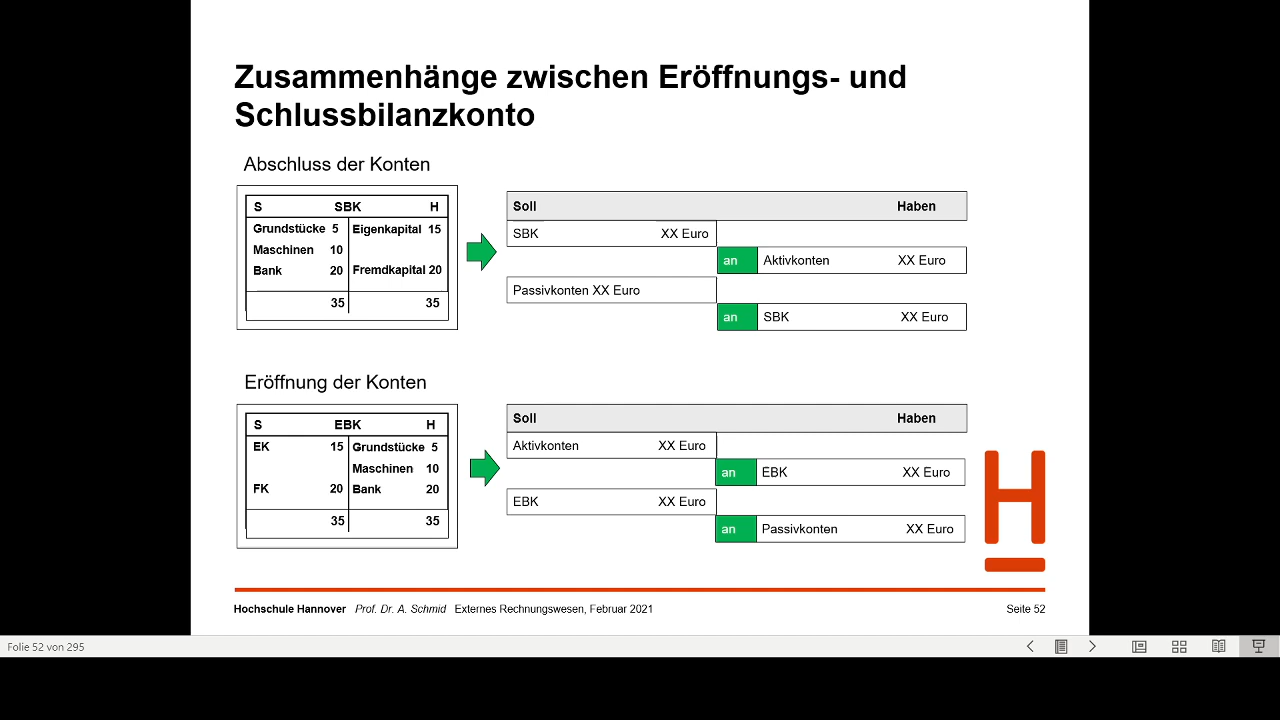 Zusammenhänge zwischen Eröffnungs- und
Schlussbilanzkonto
Abschluss der Konten
S SBK H
Grundstücke 5 Eigenkapital 15
Maschinen 10
Bank 20 Fremdkapital 20
35 35
Soll Haben
SBK XX Euro
an Aktivkonten XX Euro
Passivkonten XX Euro
an SBK XX Euro
Eröffnung der Konten
S EBK H
EK 15 Grundstücke 5
Maschinen 10
FK 20 Bank 20
35 35
Soll Haben
Aktivkonten XX Euro
an EBK XX Euro
EBK XX Euro
an Passivkonten XX Euro
H
Hochschule Hannover Prof. Dr. A. Schmid Externes Rechnungswesen, Februar 2021 Seite 52
Folie 52 von 295